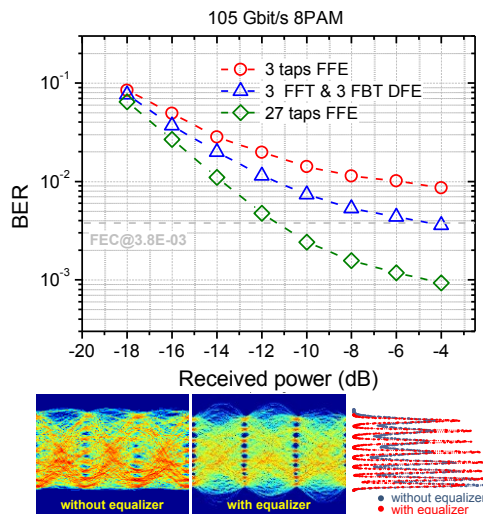 105 Gbit/s 8PAM
3 taps FFE
3 FFT & 3 FBT DFE
27 taps FFE
BER
10⁻¹
10⁻²
10⁻³
FEC@3.8E-03
-20 -18 -16 -14 -12 -10 -8 -6 -4
Received power (dB)
without equalizer
with equalizer
without equalizer
with equalizer